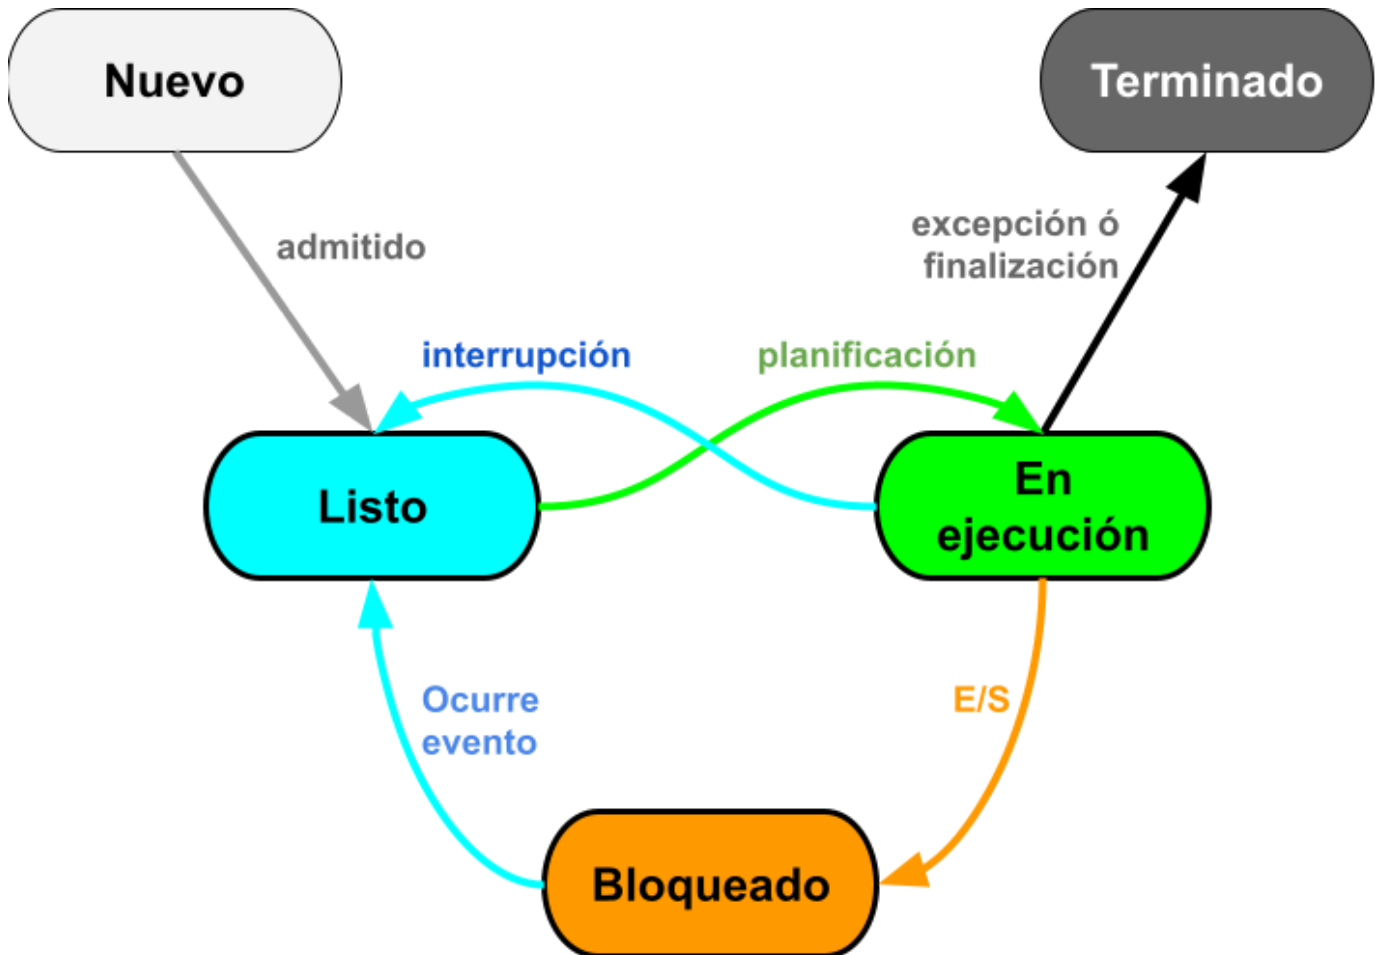 Nuevo
Terminado
admitido
excepción ó
finalización
interrupción
planificación
Listo
En
ejecución
Ocurre
evento
E/S
Bloqueado